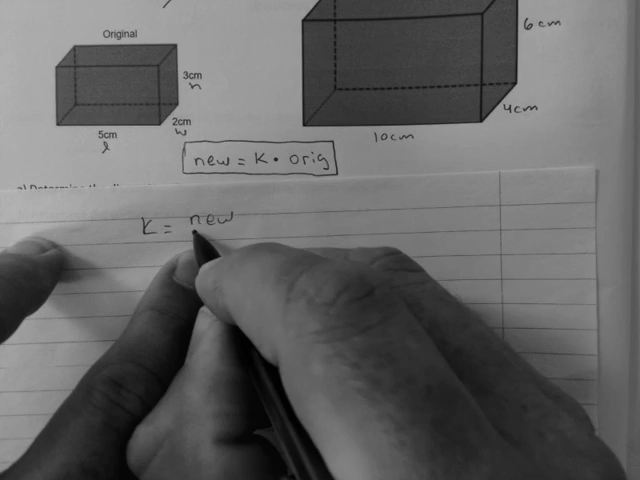 Original
3cm
h
2cm
w
5cm
l
6cm
4cm
10cm
new = K • orig
K = new